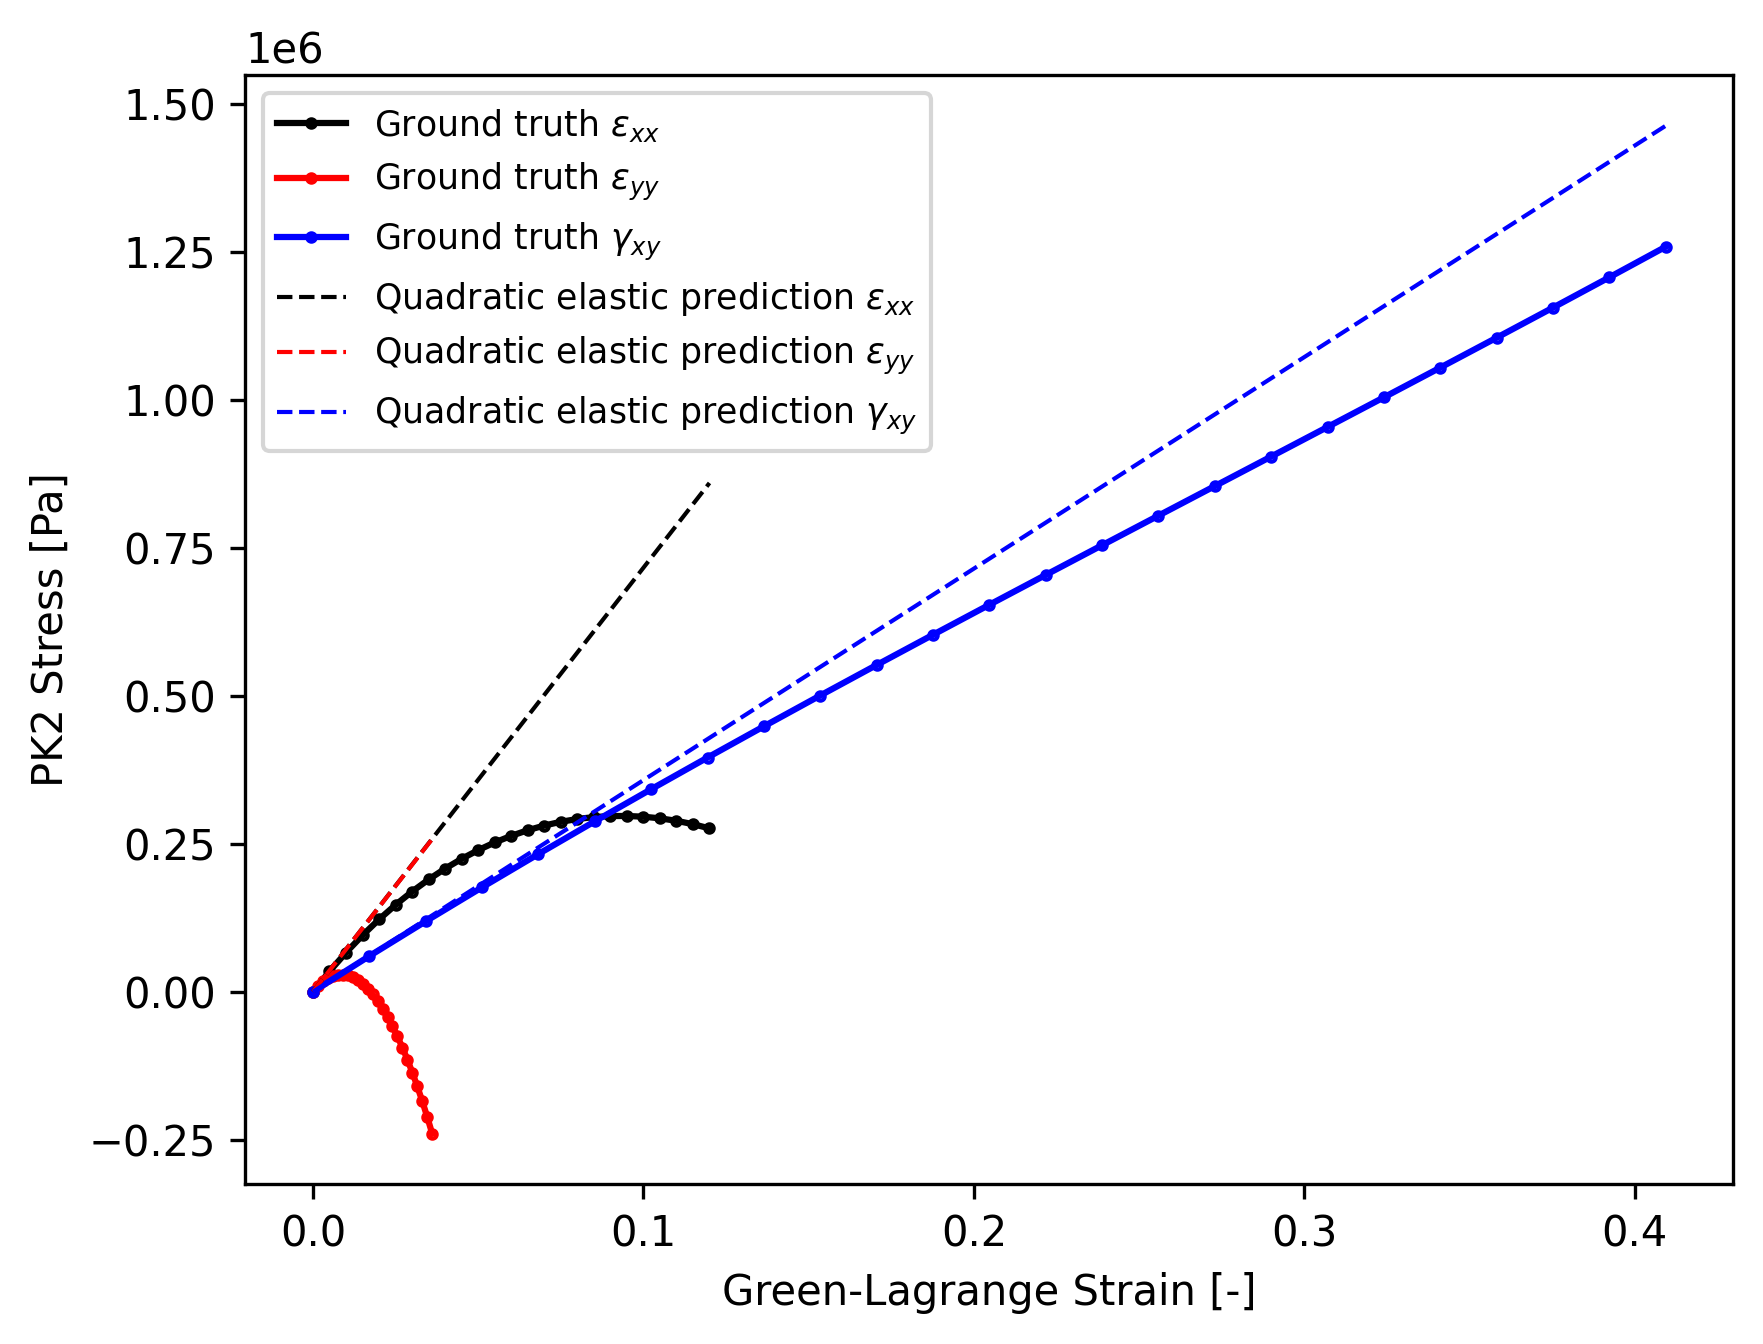 1e6
1.50
1.25
1.00
0.75
0.50
0.25
0.00
−0.25
PK2 Stress [Pa]
Ground truth εxx
Ground truth εyy
Ground truth γxy
Quadratic elastic prediction εxx
Quadratic elastic prediction εyy
Quadratic elastic prediction γxy
0.0 0.1 0.2 0.3 0.4
Green-Lagrange Strain [-]